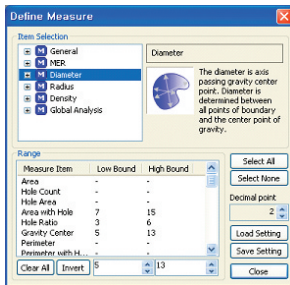 Define Measure
Item Selection
General
MER
Diameter
Radius
Density
Global Analysis
Diameter
The diameter is axis
passing gravity center
point. Diameter is
determined between
all points of boundary
and the center point of
gravity.
Range
Measure Item Low Bound High Bound
Area - -
Hole Count - -
Hole Area - -
Area with Hole 7 15
Hole Ratio 3 6
Gravity Center 5 13
Perimeter - -
Perimeter with H... - -
Clear All Invert 5 13
Select All
Select None
Decimal point
2
Load Setting
Save Setting
Close